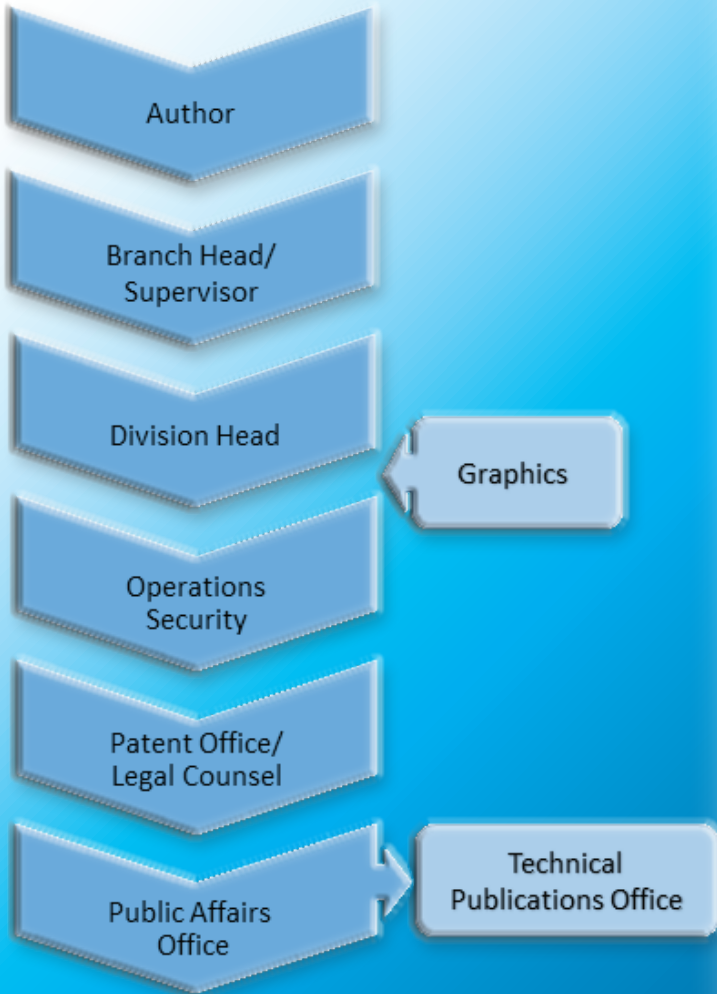 Author
Branch Head/
Supervisor
Division Head
Graphics
Operations
Security
Patent Office/
Legal Counsel
Technical
Publications Office
Public Affairs
Office